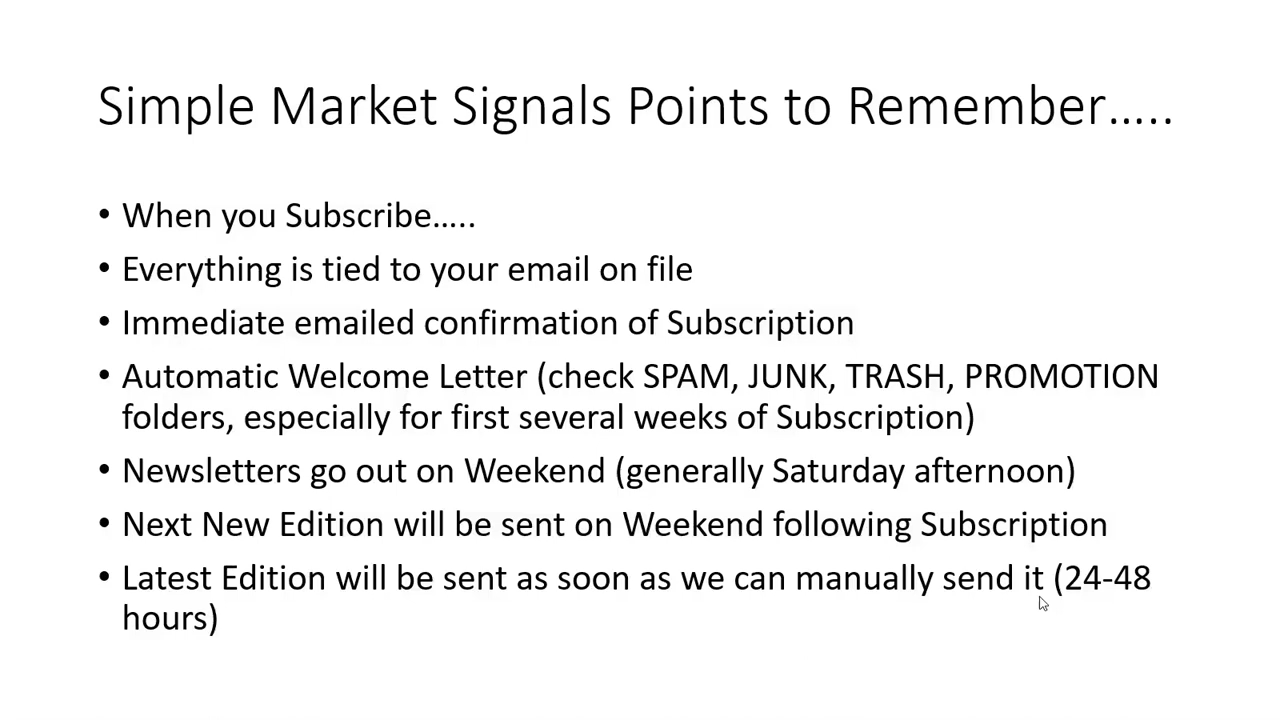 Simple Market Signals Points to Remember…..
• When you Subscribe…..
• Everything is tied to your email on file
• Immediate emailed confirmation of Subscription
• Automatic Welcome Letter (check SPAM, JUNK, TRASH, PROMOTION
folders, especially for first several weeks of Subscription)
• Newsletters go out on Weekend (generally Saturday afternoon)
• Next New Edition will be sent on Weekend following Subscription
• Latest Edition will be sent as soon as we can manually send it (24-48
hours)